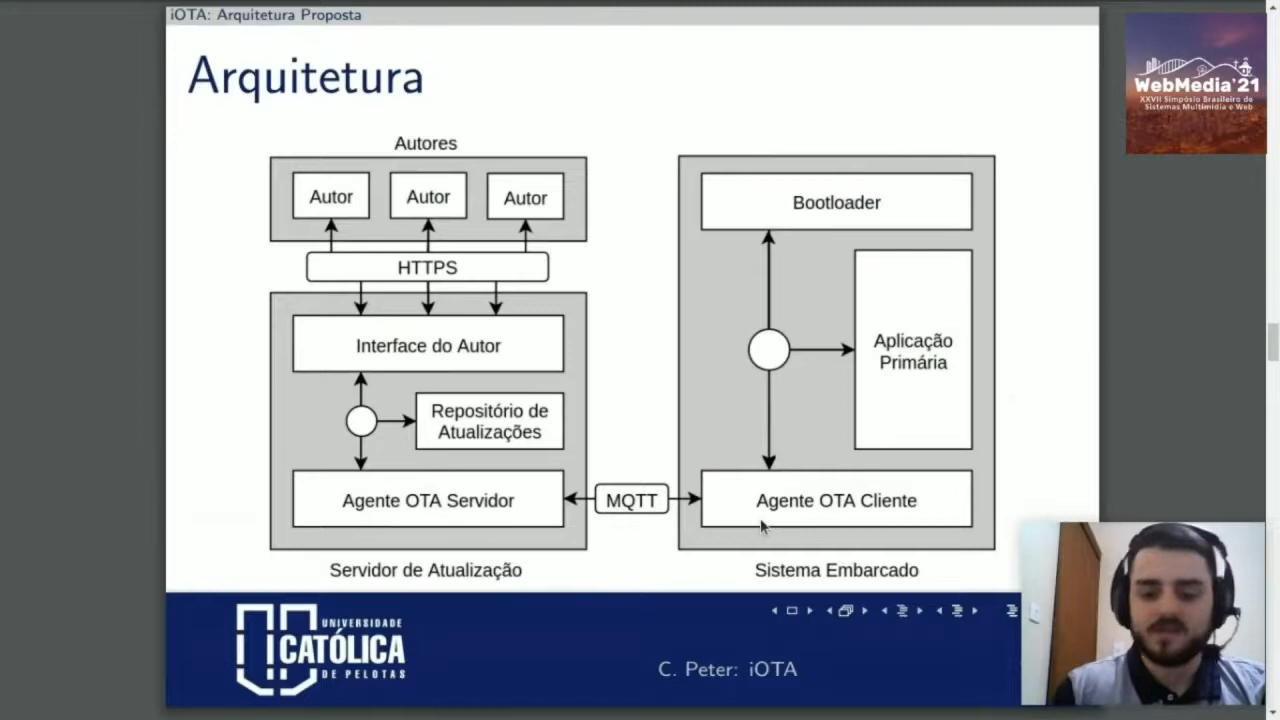 iOTA: Arquitetura Proposta
Arquitetura
WebMedia'21
XXVII Simpósio Brasileiro de
Sistemas Multimídia e Web
Autores
Autor
Autor
Autor
HTTPS
Interface do Autor
Repositório de
Atualizações
Agente OTA Servidor
Servidor de Atualização
MQTT
Bootloader
Aplicação
Primária
Agente OTA Cliente
Sistema Embarcado
UNIVERSIDADE
CATÓLICA
DE PELOTAS
C. Peter: iOTA